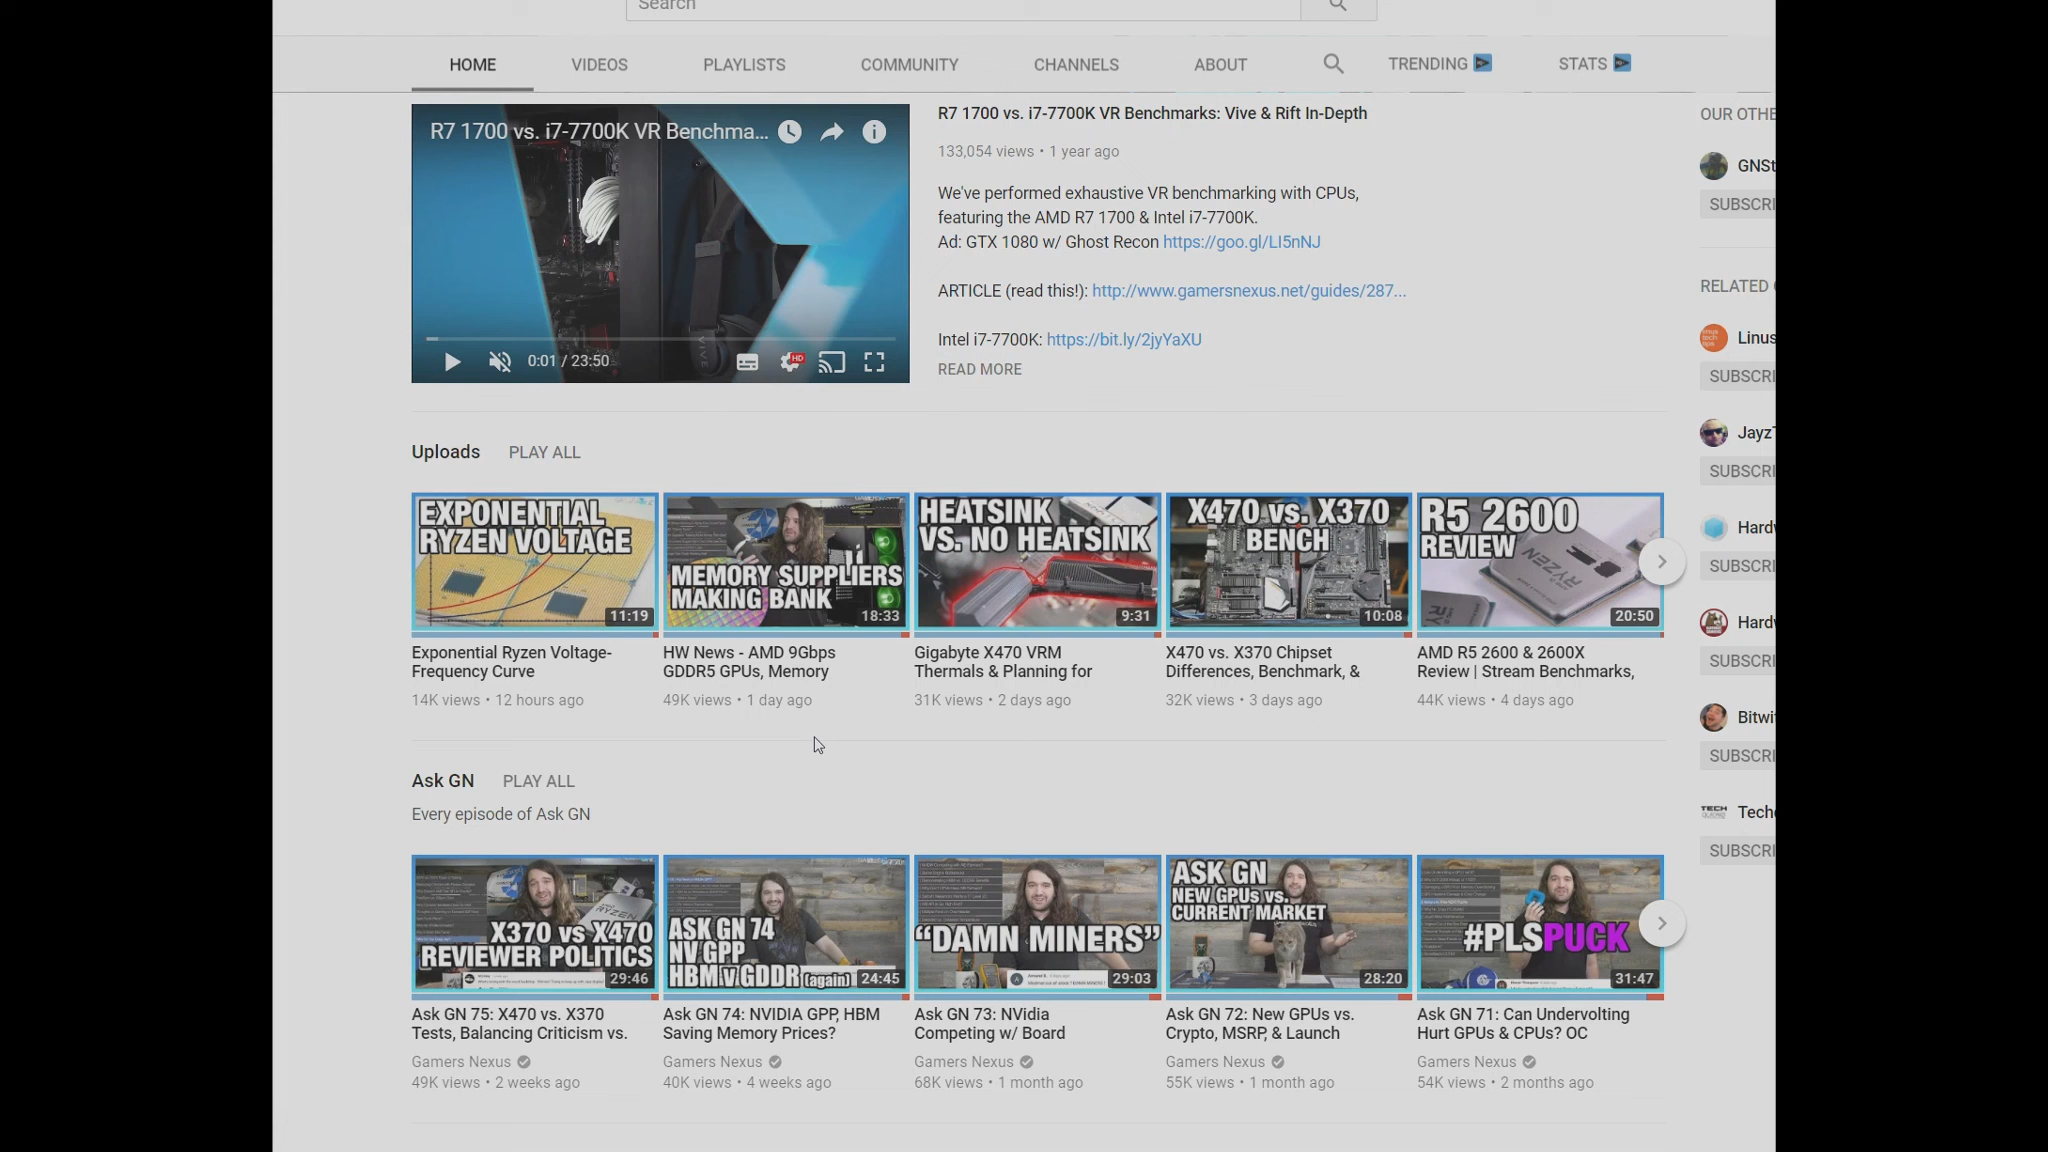 Search
HOME VIDEOS PLAYLISTS COMMUNITY CHANNELS ABOUT TRENDING STATS
R7 1700 vs. i7-7700K VR Benchma...
0:01 / 23:50
HD
VIVE
R7 1700 vs. i7-7700K VR Benchmarks: Vive & Rift In-Depth
133,054 views • 1 year ago
We've performed exhaustive VR benchmarking with CPUs,
featuring the AMD R7 1700 & Intel i7-7700K.
Ad: GTX 1080 w/ Ghost Recon https://goo.gl/LI5nNJ
ARTICLE (read this!): http://www.gamersnexus.net/guides/287...
Intel i7-7700K: https://bit.ly/2jyYaXU
READ MORE
Uploads PLAY ALL
EXPONENTIAL
RYZEN VOLTAGE
11:19
Exponential Ryzen Voltage-
Frequency Curve
14K views • 12 hours ago
MEMORY SUPPLIERS
MAKING BANK
18:33
HW News - AMD 9Gbps
GDDR5 GPUs, Memory
49K views • 1 day ago
HEATSINK
VS. NO HEATSINK
9:31
Gigabyte X470 VRM
Thermals & Planning for
31K views • 2 days ago
X470 vs. X370
BENCH
10:08
X470 vs. X370 Chipset
Differences, Benchmark, &
32K views • 3 days ago
R5 2600
REVIEW
RYZEN
20:50
AMD R5 2600 & 2600X
Review | Stream Benchmarks,
44K views • 4 days ago
Ask GN PLAY ALL
Every episode of Ask GN
RYZEN
X370 vs X470
REVIEWER POLITICS
29:46
Ask GN 75: X470 vs. X370
Tests, Balancing Criticism vs.
Gamers Nexus
49K views • 2 weeks ago
ASK GN 74
NV GPP
HBM v.GDDR (again)
24:45
Ask GN 74: NVIDIA GPP, HBM
Saving Memory Prices?
Gamers Nexus
40K views • 4 weeks ago
"DAMN MINERS"
29:03
Ask GN 73: NVidia
Competing w/ Board
Gamers Nexus
68K views • 1 month ago
ASK GN
NEW GPUs vs.
CURRENT MARKET
28:20
Ask GN 72: New GPUs vs.
Crypto, MSRP, & Launch
Gamers Nexus
55K views • 1 month ago
#PLSPUCK
31:47
Ask GN 71: Can Undervolting
Hurt GPUs & CPUs? OC
Gamers Nexus
54K views • 2 months ago
OUR OTHE
GNSt
SUBSCRI
RELATED
Linus
SUBSCRI
JayzT
SUBSCRI
Hardw
SUBSCRI
Hardw
SUBSCRI
Bitwi
SUBSCRI
TECH
Tech
SUBSCRI